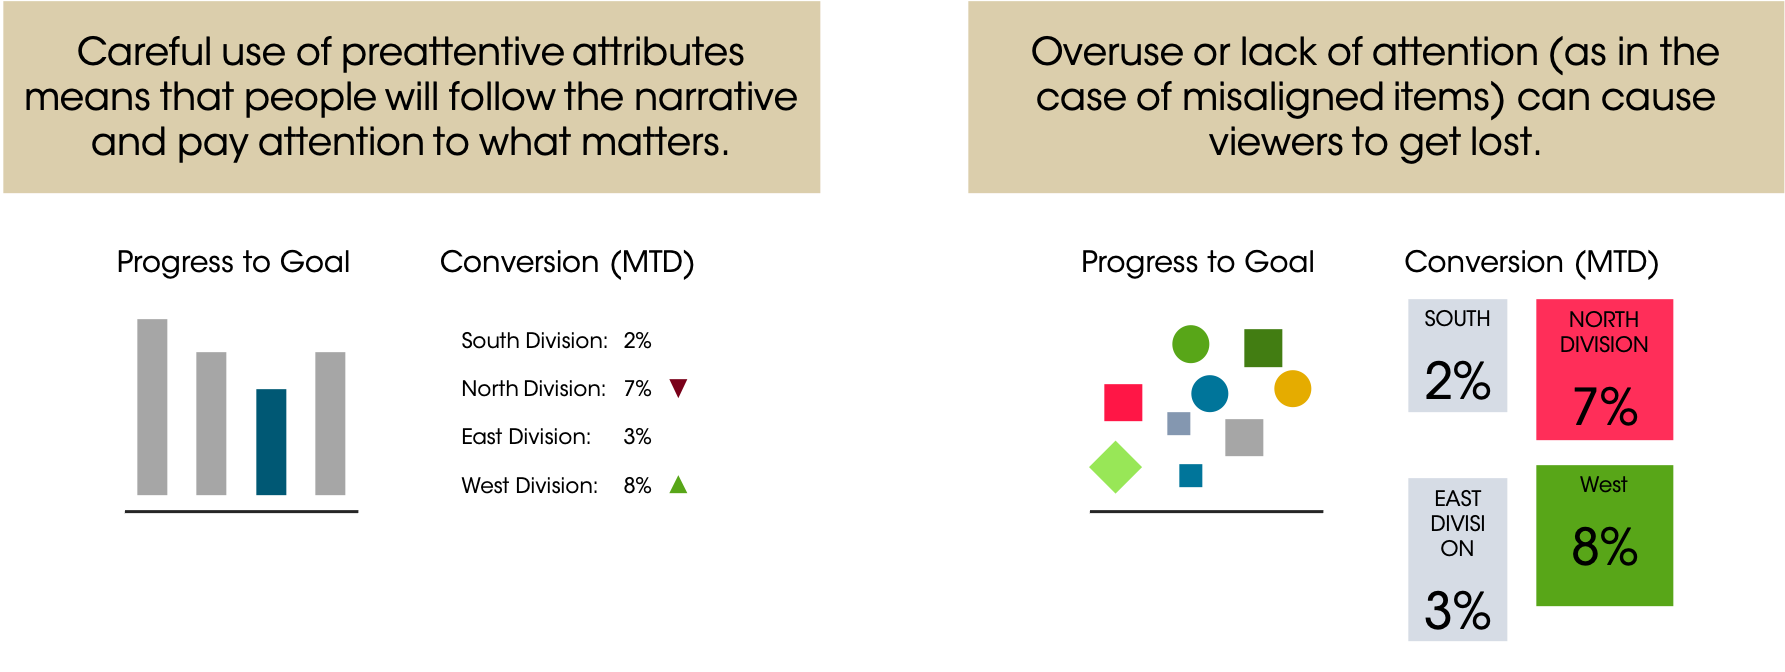 Careful use of preattentive attributes
means that people will follow the narrative
and pay attention to what matters.
Progress to Goal
Conversion (MTD)
South Division: 2%
North Division: 7%
East Division: 3%
West Division: 8%
Overuse or lack of attention (as in the
case of misaligned items) can cause
viewers to get lost.
Progress to Goal
Conversion (MTD)
SOUTH
2%
NORTH
DIVISION
7%
EAST
DIVISI
ON
3%
West
8%